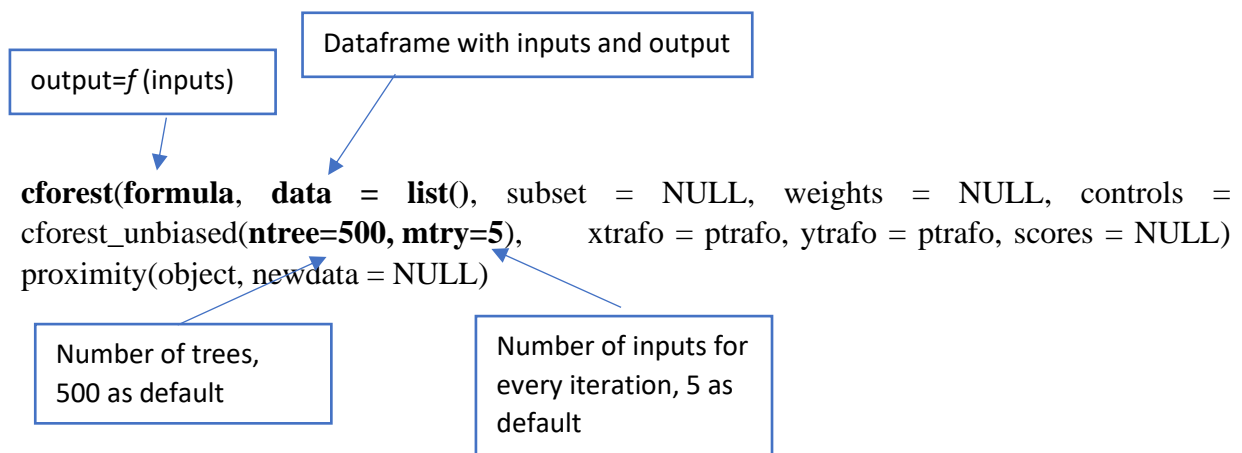 Dataframe with inputs and output
output=f (inputs)
cforest(formula, data = list(), subset = NULL, weights = NULL, controls =
cforest_unbiased(ntree=500, mtry=5), xtrafo = ptrafo, ytrafo = ptrafo, scores = NULL)
proximity(object, newdata = NULL)
Number of trees,
500 as default
Number of inputs for
every iteration, 5 as
default